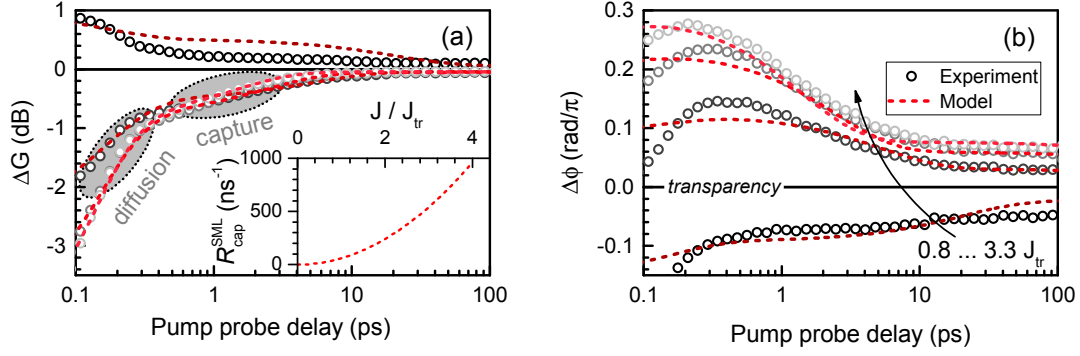 (a)
1
0
-1
-2
-3
ΔG (dB)
diffusion
capture
J / J_tr
0 2 4
1000
500
0
R_cap^SML (ns^-1)
0.1 1 10 100
Pump probe delay (ps)
(b)
0.3
0.2
0.1
0.0
-0.1
Δϕ (rad/π)
Experiment
Model
transparency
0.8 ... 3.3 J_tr
0.1 1 10 100
Pump probe delay (ps)